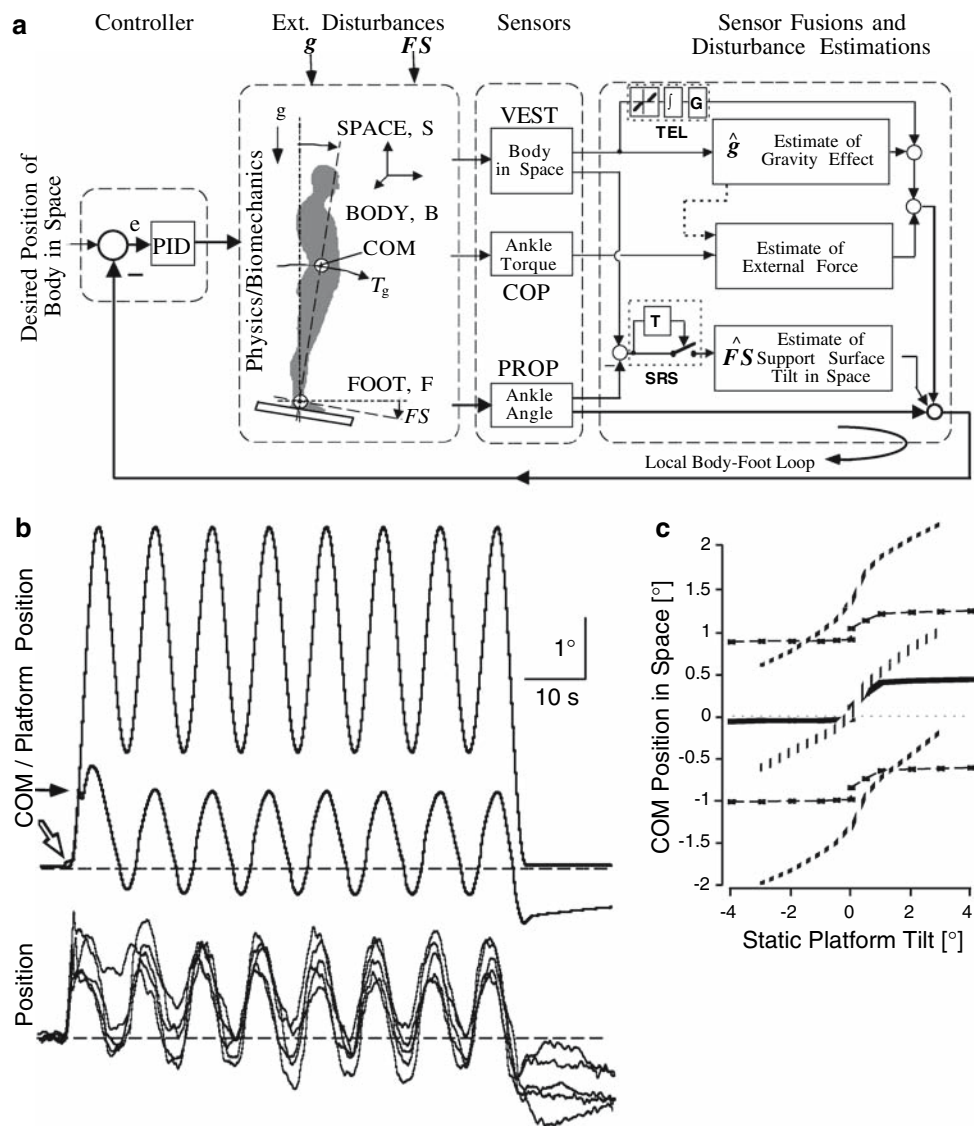 a
Controller
Ext. Disturbances
Sensors
Sensor Fusions and
Disturbance Estimations
g
FS
g
SPACE, S
BODY, B
COM
Tg
FOOT, F
FS
Physics/Biomechanics
Desired Position of
Body in Space
e
PID
−
VEST
Body
in Space
Ankle
Torque
COP
PROP
Ankle
Angle
∫
G
TEL
ĝ
Estimate of
Gravity Effect
Estimate of
External Force
T
SRS
−
F̂S
Estimate of
Support Surface
Tilt in Space
Local Body-Foot Loop
b
COM / Platform Position
1°
10 s
Position
c
COM Position in Space [°]
2
1.5
1
0.5
0
-0.5
-1
-1.5
-2
-4
-2
0
2
4
Static Platform Tilt [°]